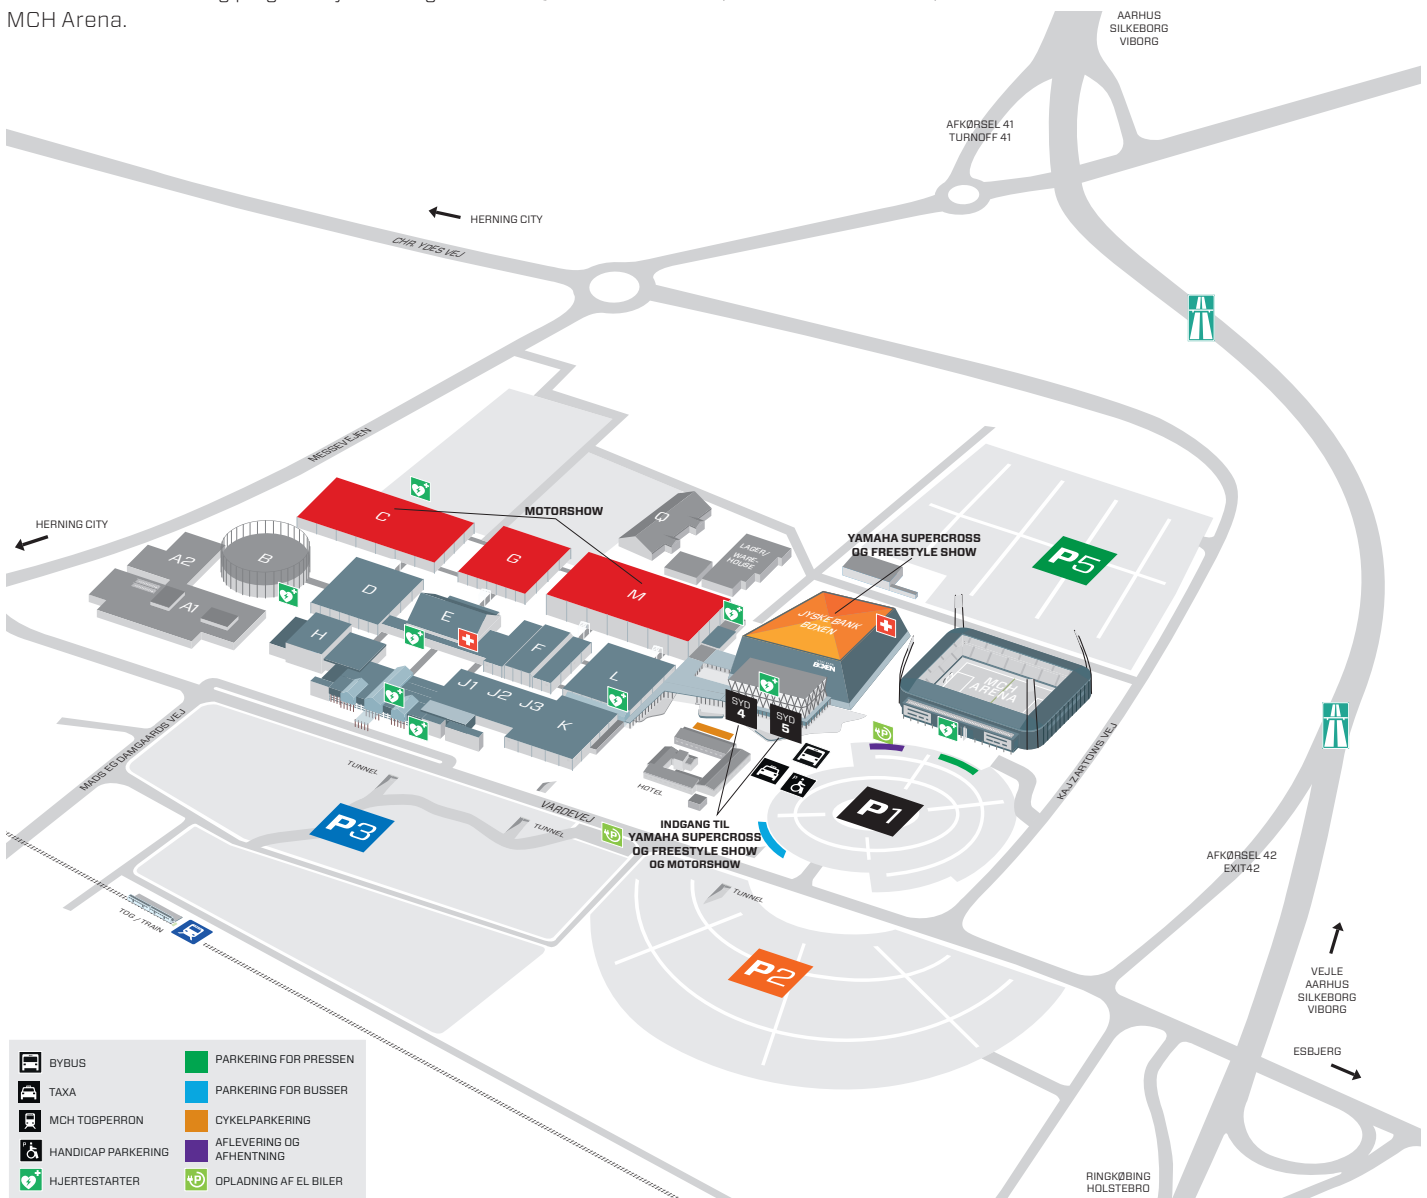 MCH Arena.
AARHUS
SILKEBORG
VIBORG
AFKØRSEL 41
TURNOFF 41
HERNING CITY
CHR. YDES VEJ
MESSEVEJEN
HERNING CITY
MOTORSHOW
YAMAHA SUPERCROSS
OG FREESTYLE SHOW
C
G
M
Q
LAGER/
WARE-
HOUSE
P5
A2
B
A1
D
E
H
F
L
J1
J2
J3
K
JYSKE BANK
BOXEN
BOXEN
MCH
ARENA
SYD
4
SYD
5
KAJ ZARTOWS VEJ
MADS EG DAMGAARDS VEJ
TUNNEL
HOTEL
VARDEVEJ
TUNNEL
P3
P1
INDGANG TIL
YAMAHA SUPERCROSS
OG FREESTYLE SHOW
OG MOTORSHOW
AFKØRSEL 42
EXIT42
TUNNEL
TOG / TRAIN
P2
VEJLE
AARHUS
SILKEBORG
VIBORG
ESBJERG
RINGKØBING
HOLSTEBRO
BYBUS
TAXA
MCH TOGPERRON
HANDICAP PARKERING
HJERTESTARTER
PARKERING FOR PRESSEN
PARKERING FOR BUSSER
CYKELPARKERING
AFLEVERING OG
AFHENTNING
OPLADNING AF EL BILER